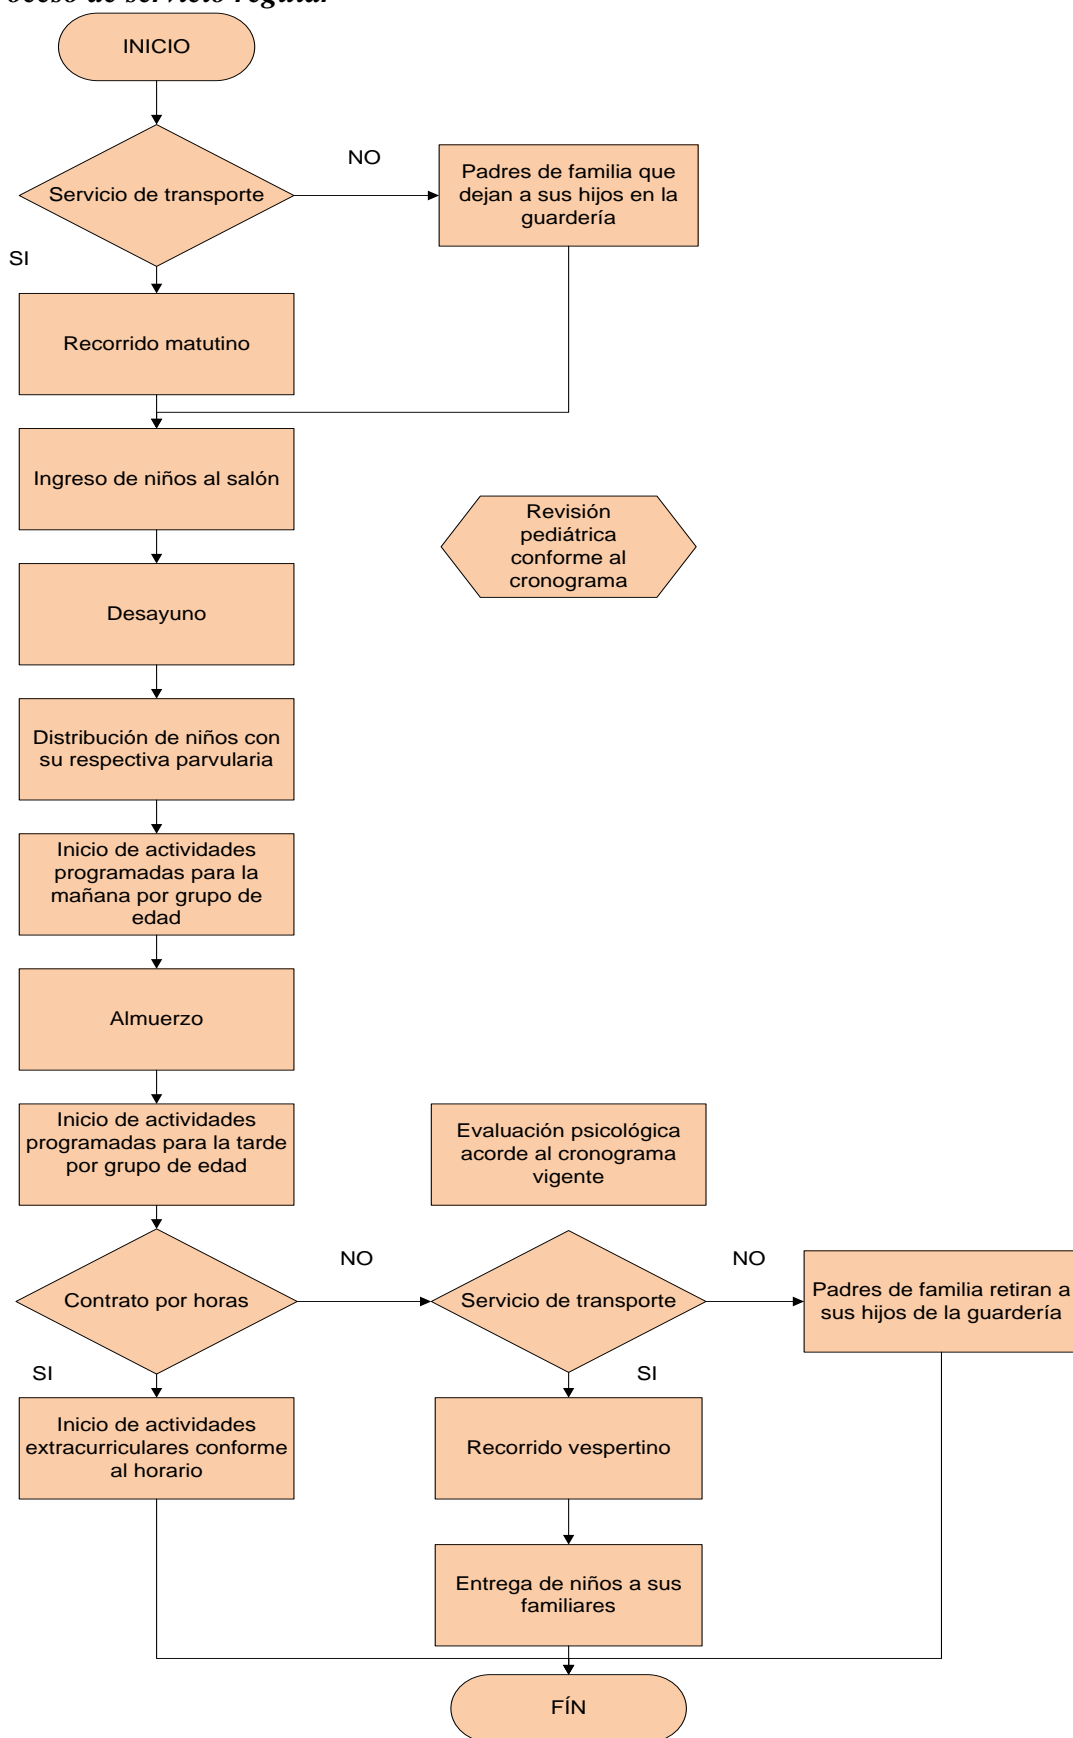 oceso de servicio regular
INICIO
Servicio de transporte
NO
Padres de familia que
dejan a sus hijos en la
guardería
SI
Recorrido matutino
Ingreso de niños al salón
Revisión
pediátrica
conforme al
cronograma
Desayuno
Distribución de niños con
su respectiva parvularia
Inicio de actividades
programadas para la
mañana por grupo de
edad
Almuerzo
Inicio de actividades
programadas para la tarde
por grupo de edad
Evaluación psicológica
acorde al cronograma
vigente
Contrato por horas
NO
Servicio de transporte
NO
Padres de familia retiran a
sus hijos de la guardería
SI
Inicio de actividades
extracurriculares conforme
al horario
SI
Recorrido vespertino
Entrega de niños a sus
familiares
FÍN